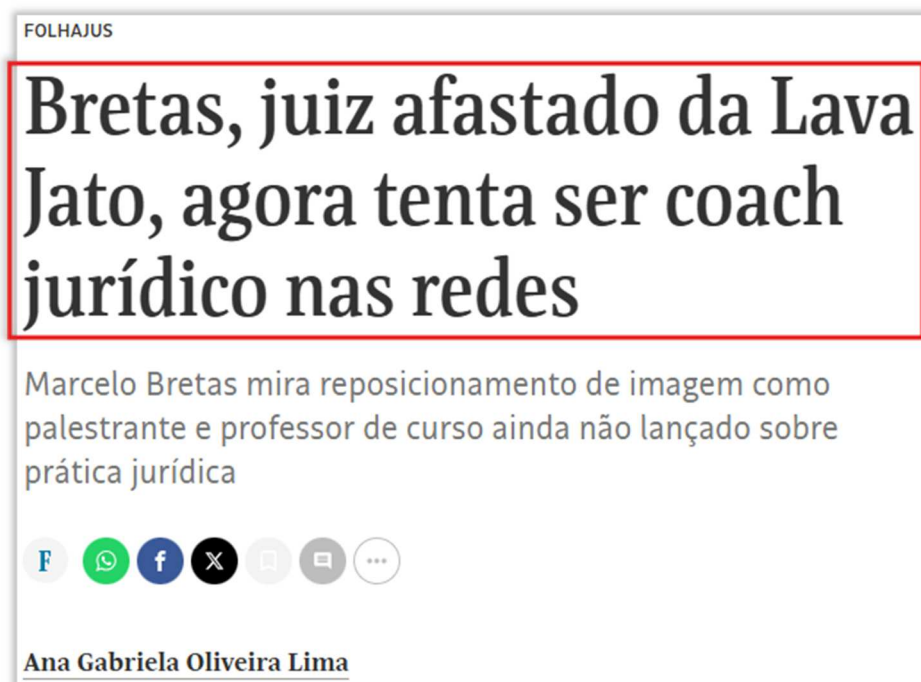 FOLHAJUS
Bretas, juiz afastado da Lava
Jato, agora tenta ser coach
jurídico nas redes
Marcelo Bretas mira reposicionamento de imagem como
palestrante e professor de curso ainda não lançado sobre
prática jurídica
F f X
Ana Gabriela Oliveira Lima